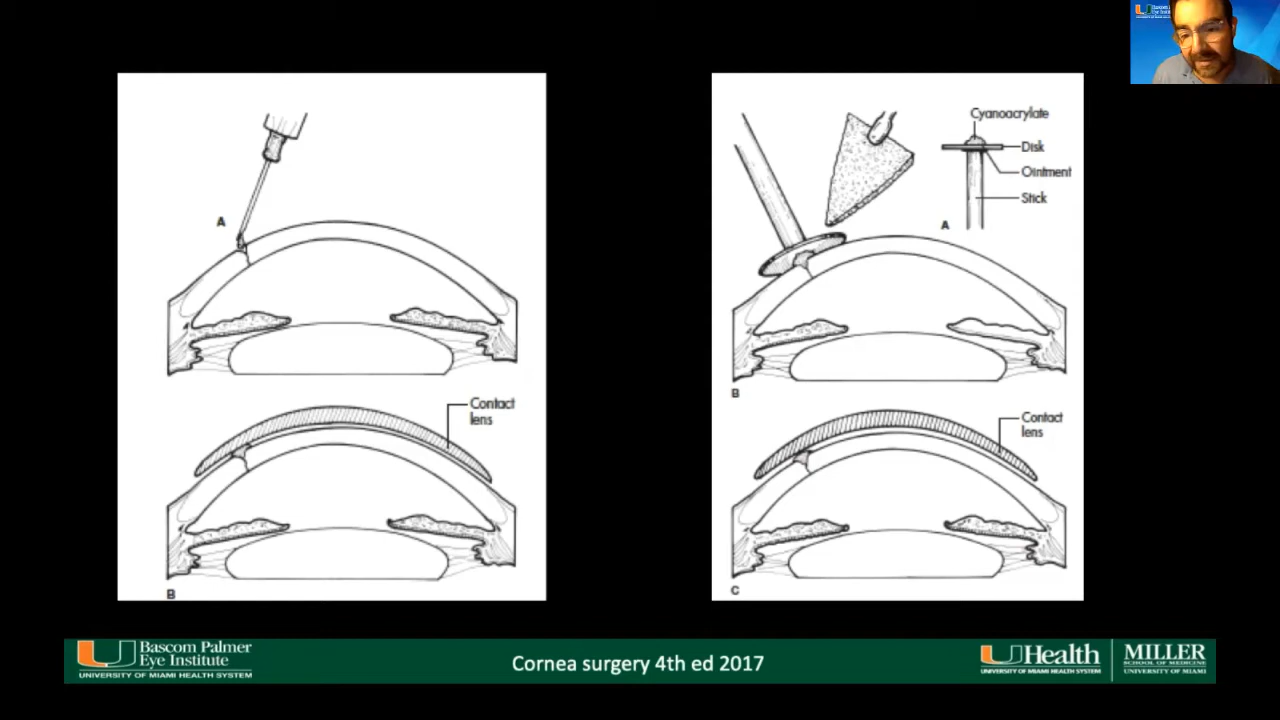 A
Contact
lens
B
Cyanoacrylate
Disk
Ointment
Stick
A
B
Contact
lens
C
Bascom Palmer
Eye Institute
UNIVERSITY OF MIAMI HEALTH SYSTEM
Cornea surgery 4th ed 2017
UHealth
UNIVERSITY OF MIAMI HEALTH SYSTEM
MILLER
SCHOOL OF MEDICINE
UNIVERSITY OF MIAMI